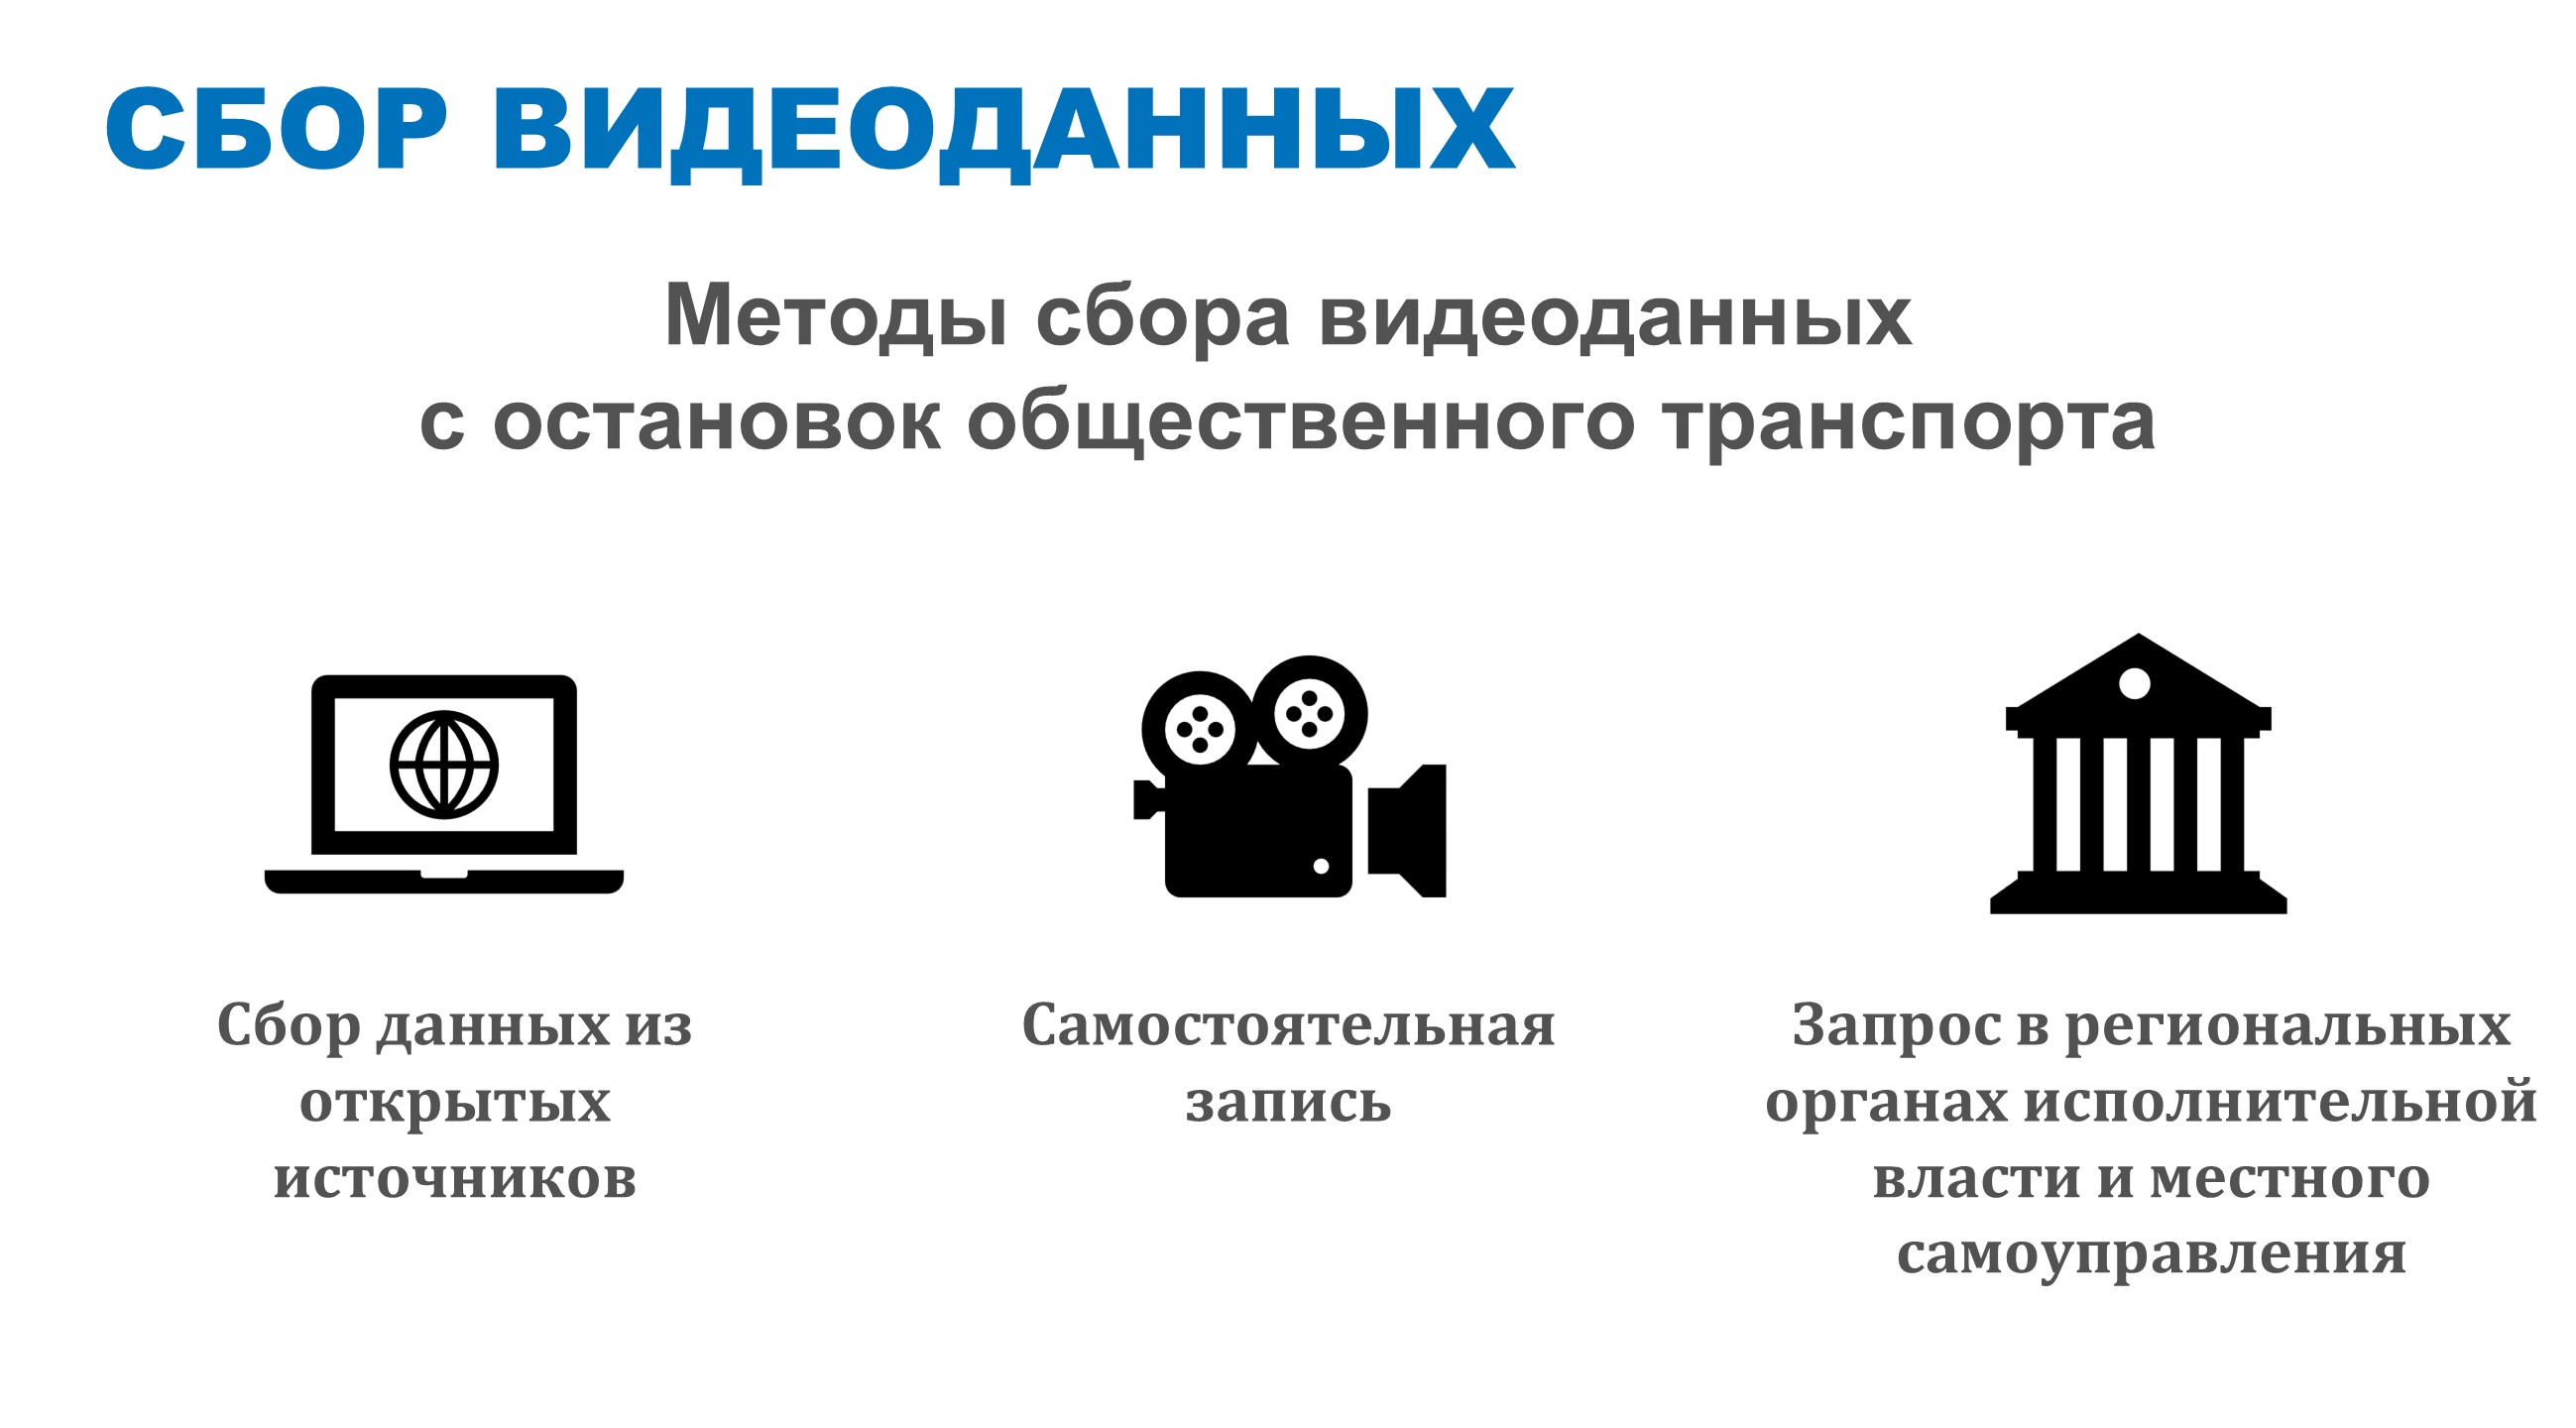 СБОР ВИДЕОДАННЫХ
Методы сбора видеоданных
с остановок общественного транспорта
Сбор данных из
открытых
источников
Самостоятельная
запись
Запрос в региональных
органах исполнительной
власти и местного
самоуправления